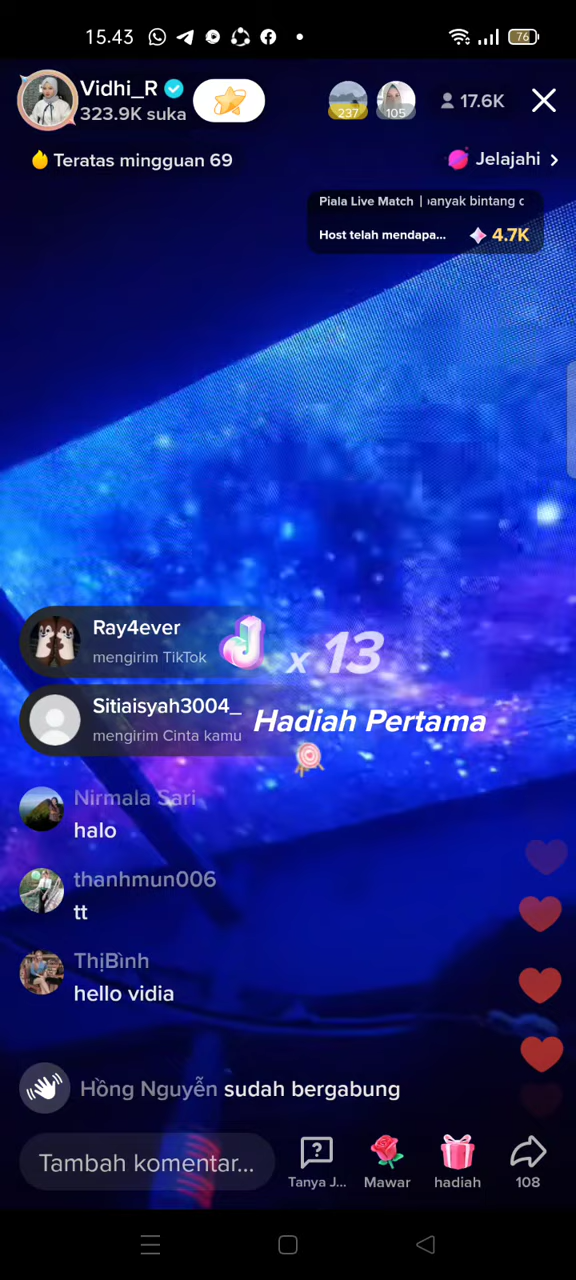 15.43
76
Vidhi_R
323.9K suka
237
105
17.6K
Teratas mingguan 69
Jelajahi
Piala Live Match | anyak bintang
Host telah mendapa...
4.7K
Ray4ever
mengirim TikTok
x 13
Sitiaisyah3004_
mengirim Cinta kamu
Hadiah Pertama
Nirmala Sari
halo
thanhmun006
tt
ThịBình
hello vidia
Hồng Nguyễn sudah bergabung
Tambah komentar...
Tanya J...
Mawar
hadiah
108